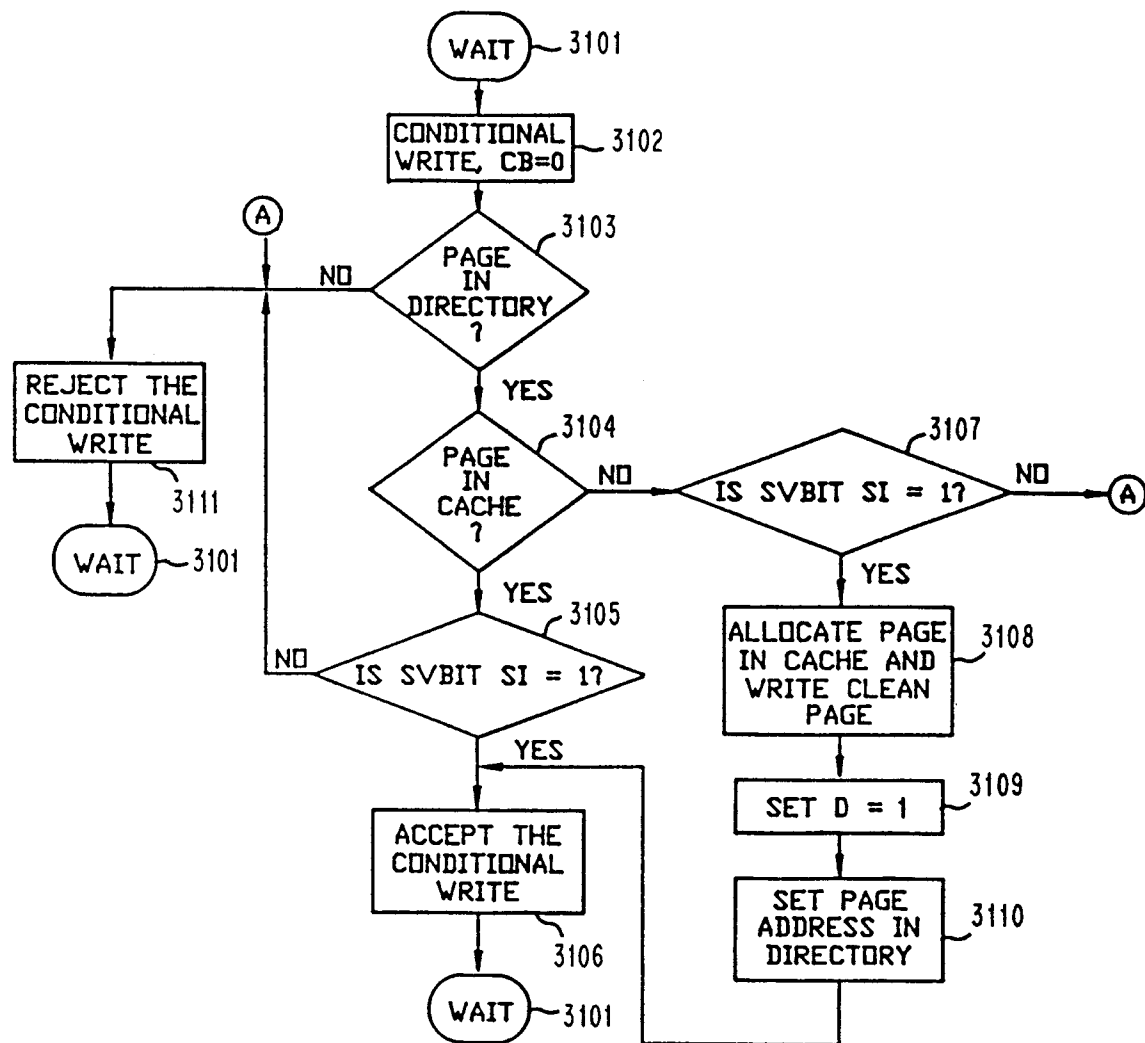 WAIT
3101
CONDITIONAL
WRITE, CB=0
3102
A
3103
PAGE
IN
DIRECTORY
?
NO
YES
REJECT THE
CONDITIONAL
WRITE
3111
WAIT
3101
3104
PAGE
IN
CACHE
?
NO
YES
3107
IS SVBIT SI = 1?
NO
A
YES
3105
IS SVBIT SI = 1?
NO
YES
ALLOCATE PAGE
IN CACHE AND
WRITE CLEAN
PAGE
3108
SET D = 1
3109
SET PAGE
ADDRESS IN
DIRECTORY
3110
ACCEPT THE
CONDITIONAL
WRITE
3106
WAIT
3101